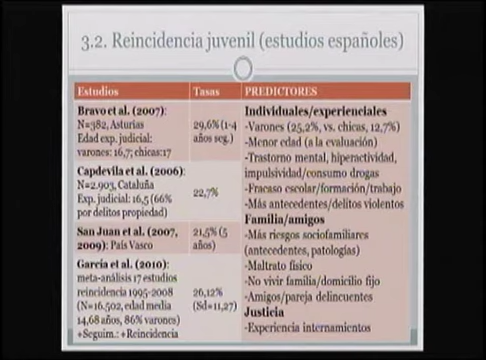 3.2. Reincidencia juvenil (estudios españoles)
Estudios
Tasas
PREDICTORES
Bravo et al. (2007):
N=382, Asturias
Edad exp. judicial:
varones: 16,7; chicas:17
29,6% (1-4
años seg.)
Capdevila et al. (2006)
N=2.903, Cataluña
Exp. judicial: 16,5 (66%
por delitos propiedad)
22,7%
San Juan et al. (2007,
2009): País Vasco
21,5% (5
años)
García et al. (2010):
meta-análisis 17 estudios
reincidencia 1995-2008
(N=16.502, edad media
14,68 años, 86% varones)
+Seguim.: +Reincidencia
26,12%
(Sd=11,27)
Individuales/experienciales
-Varones (25,2%, vs. chicas, 12,7%)
-Menor edad (a la evaluación)
-Trastorno mental, hiperactividad,
impulsividad/consumo drogas
-Fracaso escolar/formación/trabajo
-Más antecedentes/delitos violentos
Familia/amigos
-Más riesgos sociofamiliares
(antecedentes, patologías)
-Maltrato físico
-No vivir familia/domicilio fijo
-Amigos/pareja delincuentes
Justicia
-Experiencia internamientos